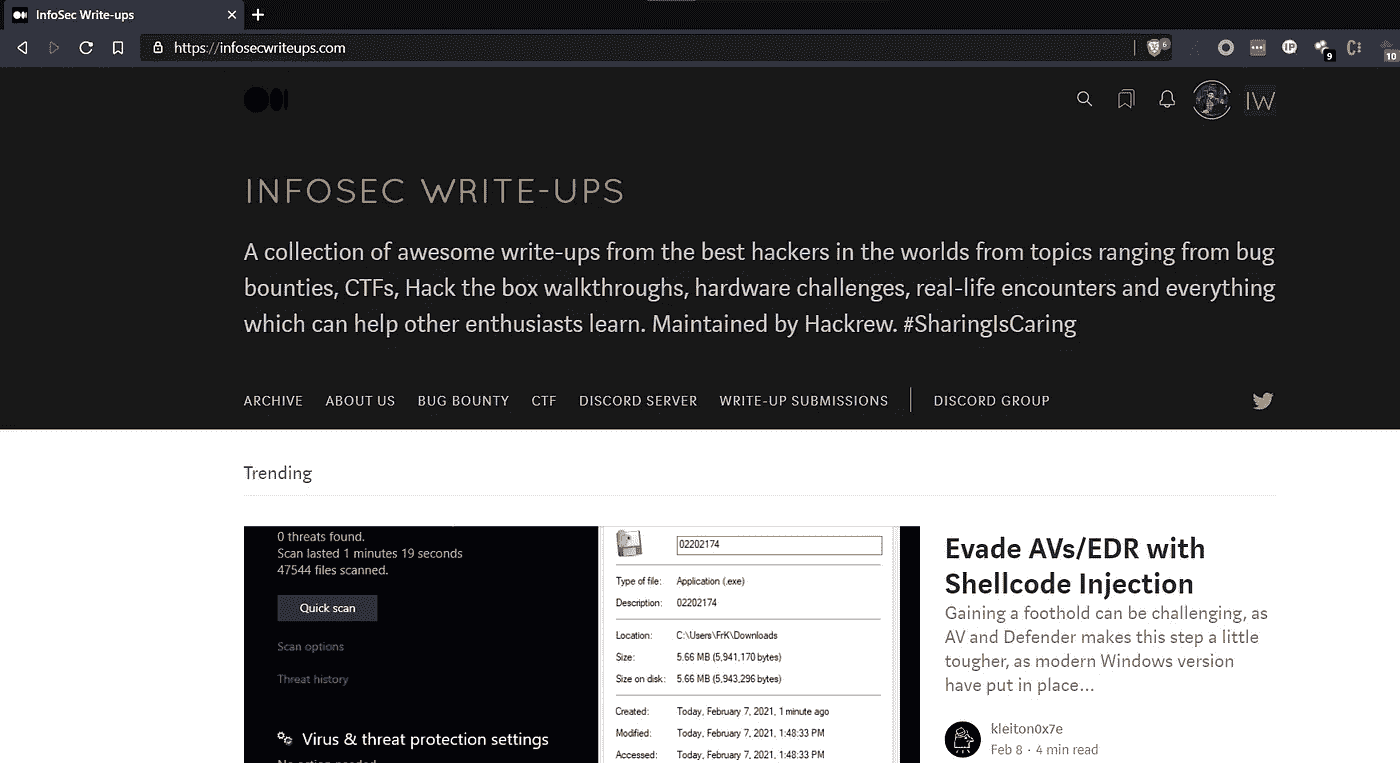 InfoSec Write-ups
https://infosecwriteups.com
6
IP
9
10
IW
INFOSEC WRITE-UPS
A collection of awesome write-ups from the best hackers in the worlds from topics ranging from bug
bounties, CTFs, Hack the box walkthroughs, hardware challenges, real-life encounters and everything
which can help other enthusiasts learn. Maintained by Hackrew. #SharingIsCaring
ARCHIVE ABOUT US BUG BOUNTY CTF DISCORD SERVER WRITE-UP SUBMISSIONS DISCORD GROUP
Trending
0 threats found.
Scan lasted 1 minutes 19 seconds
47544 files scanned.
Quick scan
Scan options
Threat history
Virus & threat protection settings
No action needed.
02202174
Type of file: Application (.exe)
Description: 02202174
Location: C:\Users\FrK\Downloads
Size: 5.66 MB (5,941,170 bytes)
Size on disk: 5.66 MB (5,943,296 bytes)
Created: Today, February 7, 2021, 1 minute ago
Modified: Today, February 7, 2021, 1:48:33 PM
Accessed: Today, February 7, 2021, 1:48:33 PM
Evade AVs/EDR with
Shellcode Injection
Gaining a foothold can be challenging, as
AV and Defender makes this step a little
tougher, as modern Windows version
have put in place...
kleiton0x7e
Feb 8 · 4 min read